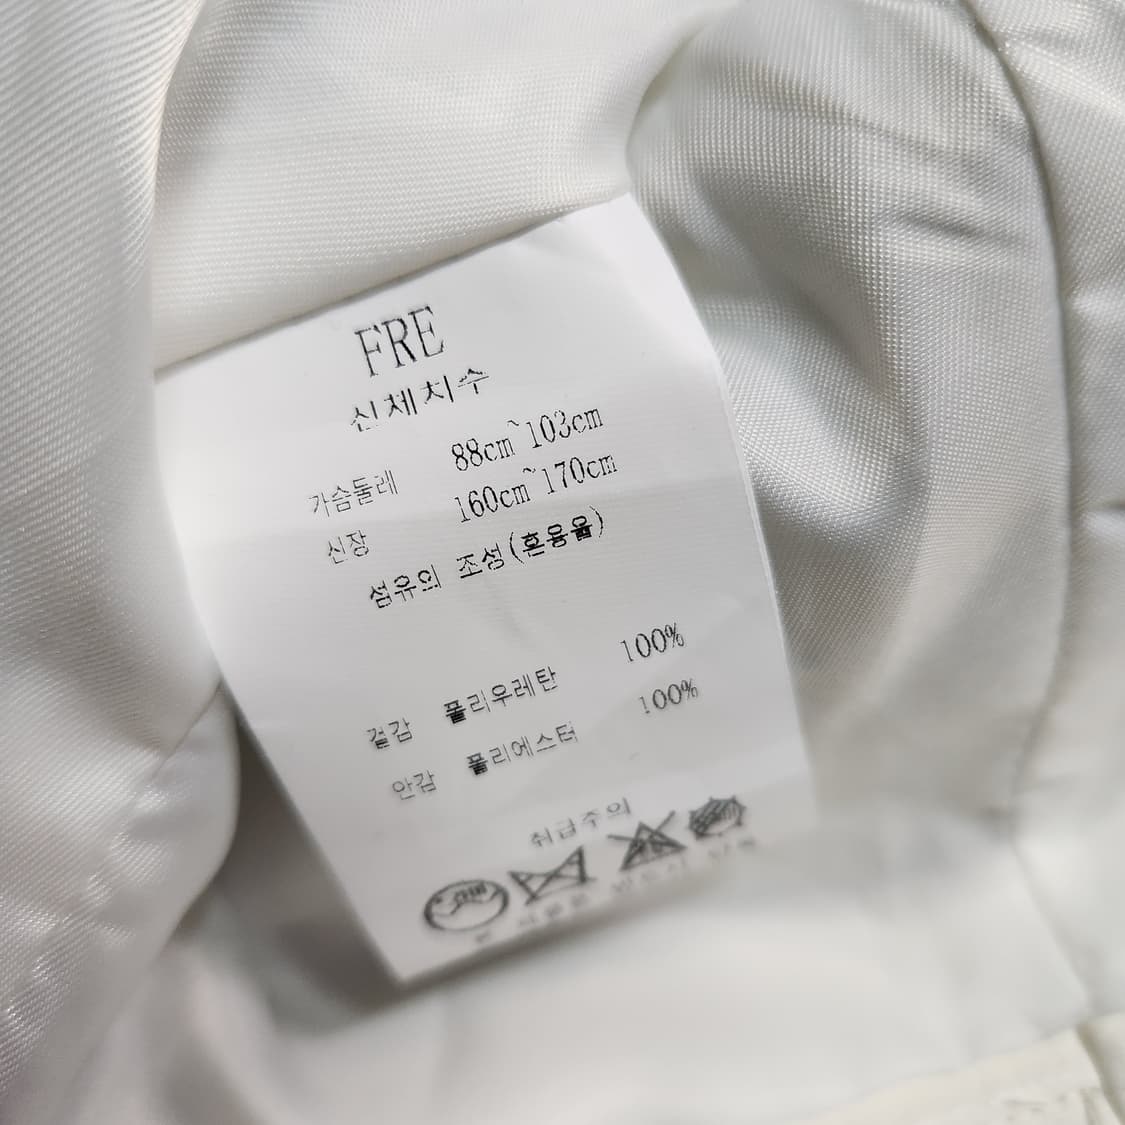 FRE
신체치수
가슴둘레 88cm~103cm
신장 160cm~170cm
섬유의 조성(혼용율)
겉감 폴리우레탄 100%
안감 폴리에스터 100%
취급주의